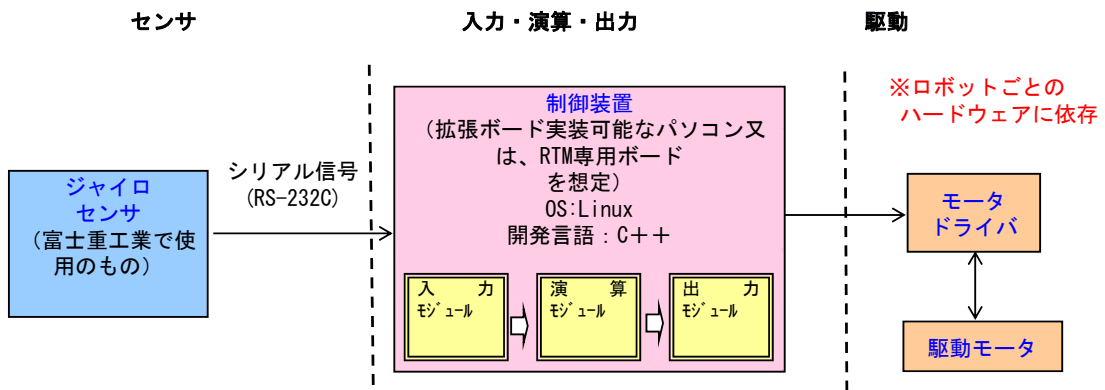 センサ
入力・演算・出力
駆動
※ロボットごとの
ハードウェアに依存
制御装置
(拡張ボード実装可能なパソコン又
は、RTM専用ボード
を想定)
OS:Linux
開発言語:C++
シリアル信号
(RS-232C)
ジャイロ
センサ
(富士重工業で使
用のもの)
入 力
モジュール
演 算
モジュール
出 力
モジュール
モータ
ドライバ
駆動モータ